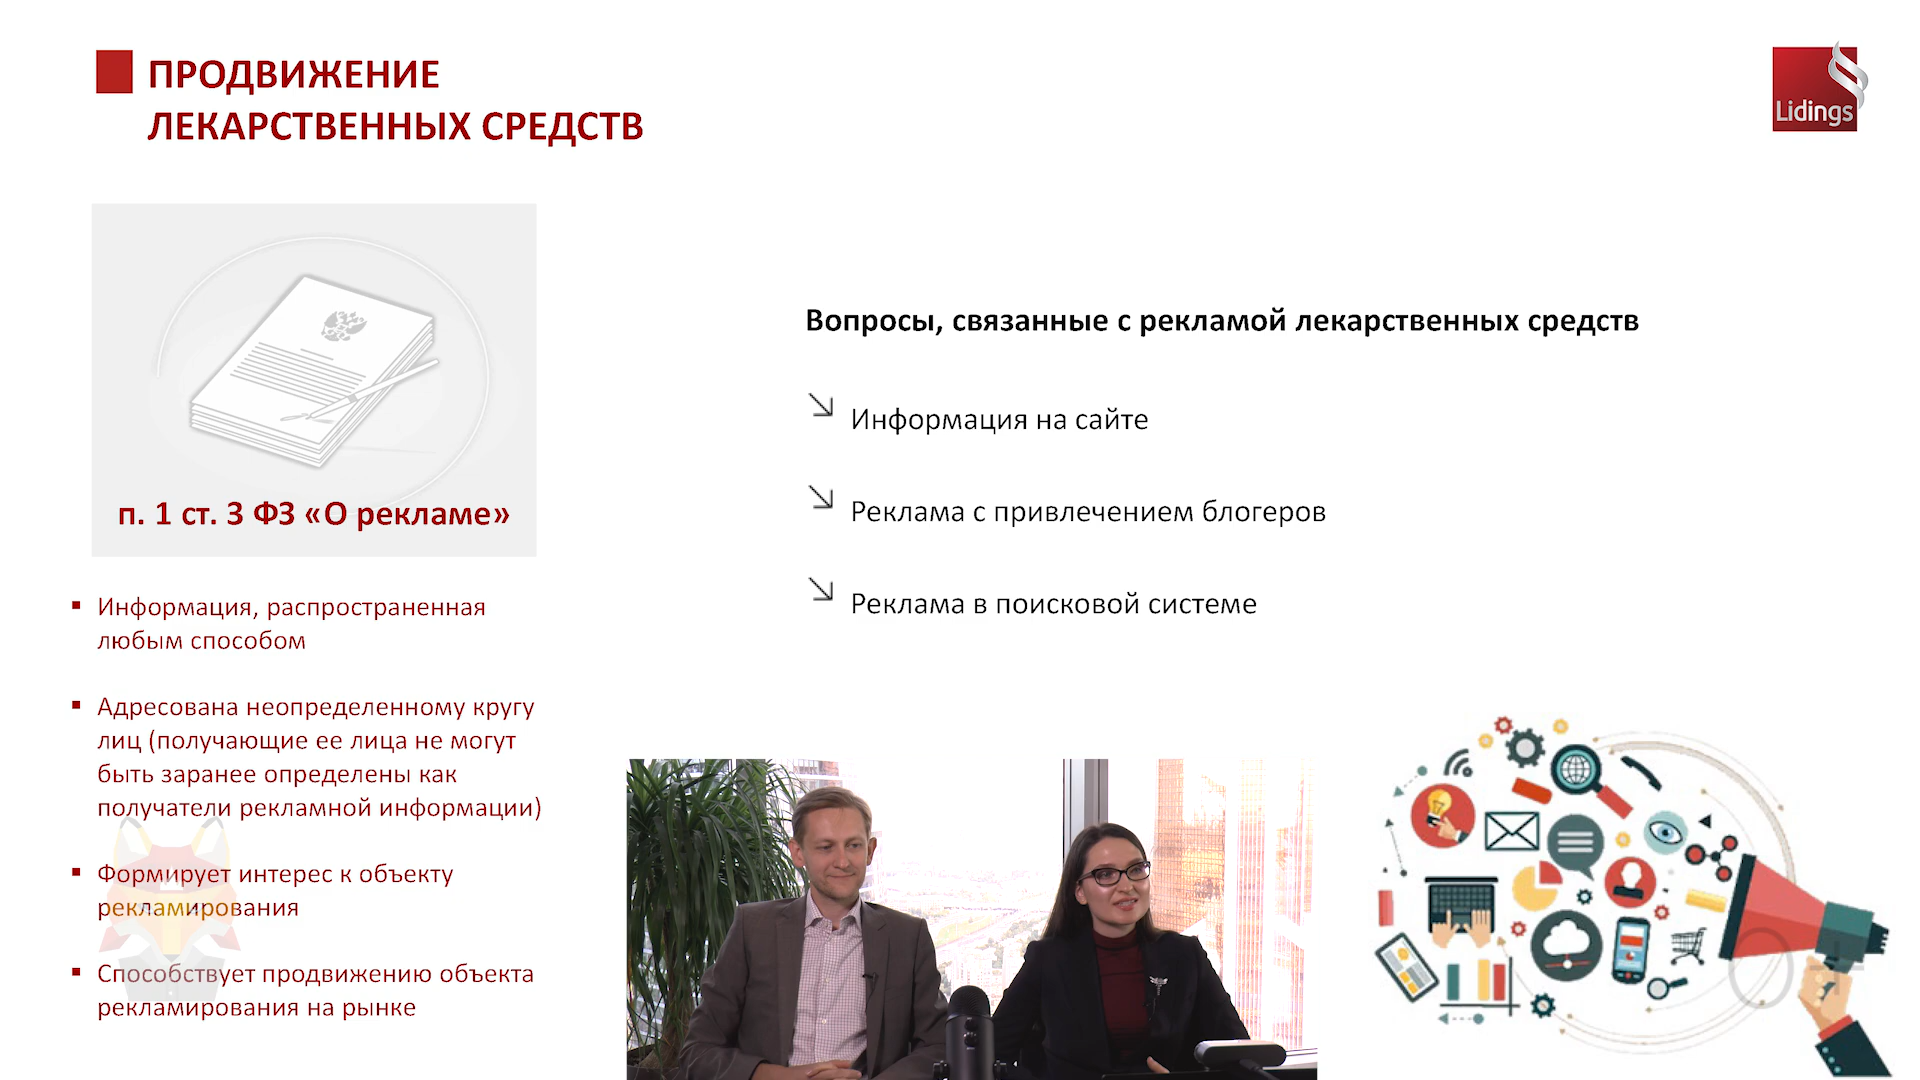 ПРОДВИЖЕНИЕ
ЛЕКАРСТВЕННЫХ СРЕДСТВ
Lidings
п. 1 ст. 3 ФЗ «О рекламе»
Информация, распространенная
любым способом
Адресована неопределенному кругу
лиц (получающие ее лица не могут
быть заранее определены как
получатели рекламной информации)
Формирует интерес к объекту
рекламирования
Способствует продвижению объекта
рекламирования на рынке
Вопросы, связанные с рекламой лекарственных средств
Информация на сайте
Реклама с привлечением блогеров
Реклама в поисковой системе